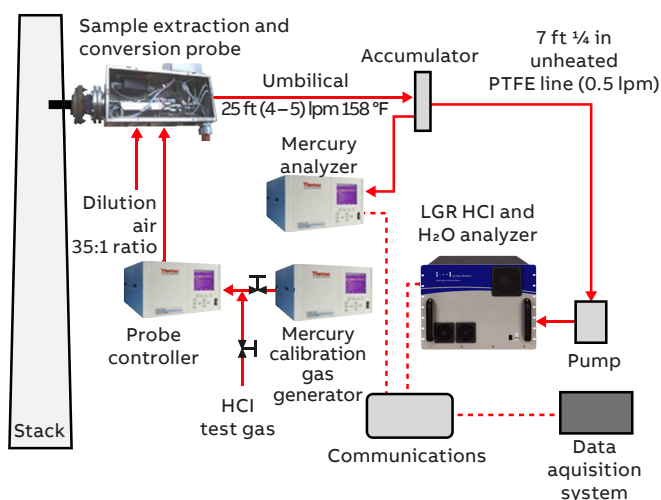 Sample extraction and
conversion probe
Accumulator
7 ft ¼ in
unheated
PTFE line (0.5 lpm)
Umbilical
25 ft (4–5) lpm 158 °F
Mercury
analyzer
Thermo
Dilution
air
35:1 ratio
LGR HCl and
H₂O analyzer
Thermo
Thermo
Probe
controller
Mercury
calibration
gas
generator
Pump
HCl
test gas
Stack
Communications
Data
aquisition
system